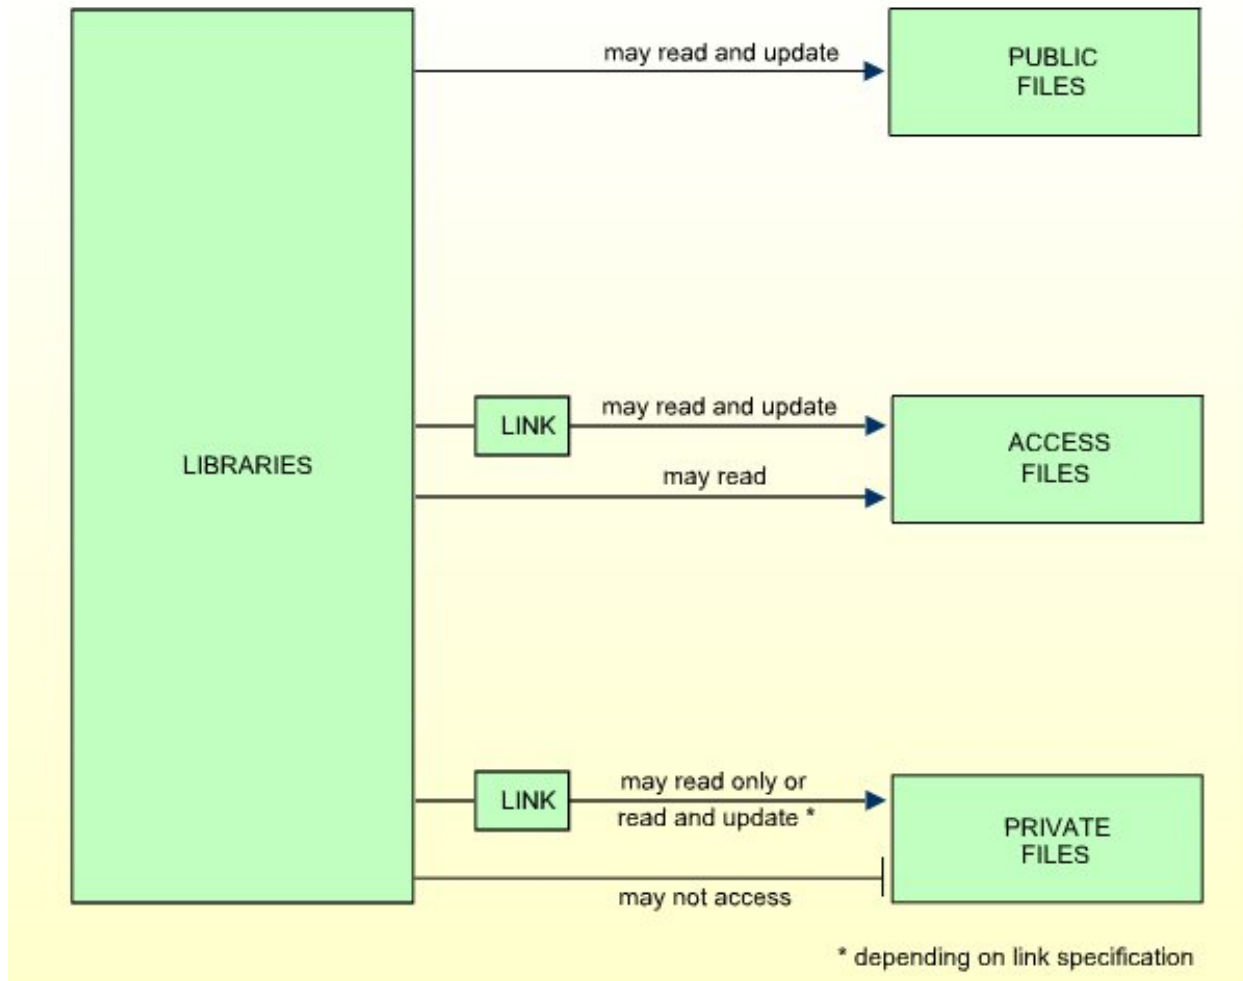 may read and update
PUBLIC
FILES
LIBRARIES
LINK
may read and update
may read
ACCESS
FILES
LINK
may read only or
read and update *
may not access
PRIVATE
FILES
* depending on link specification